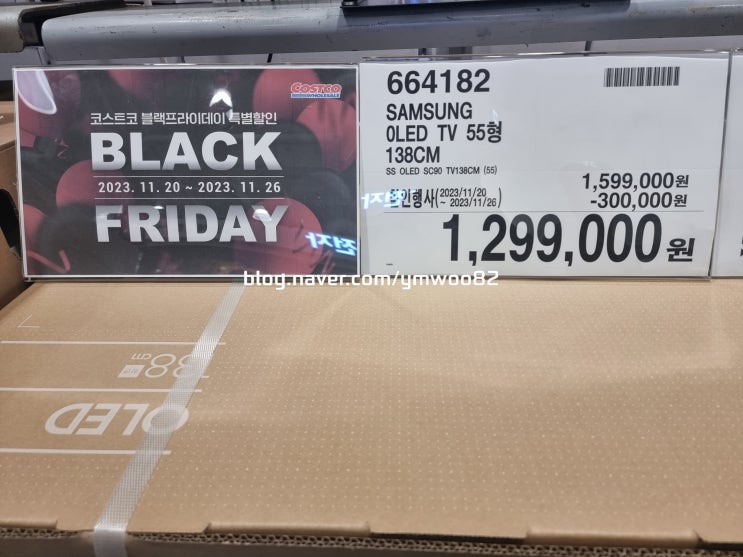 코스트코 블랙프라이데이 특별할인
COSTCO
WHOLESALE
BLACK
2023. 11. 20 ~ 2023. 11. 26
FRIDAY
전자
664182
SAMSUNG
OLED TV 55형
138CM
SS OLED SC90 TV138CM (55)
1,599,000원
할인행사(2023/11/20 ~ 2023/11/26) -300,000원
1,299,000원
blog.naver.com/ymwoo82
OLED